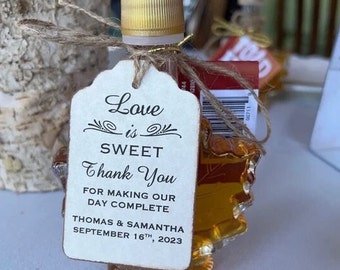 Love
is
SWEET
Thank You
FOR MAKING OUR
DAY COMPLETE
THOMAS & SAMANTHA
SEPTEMBER 16TH, 2023